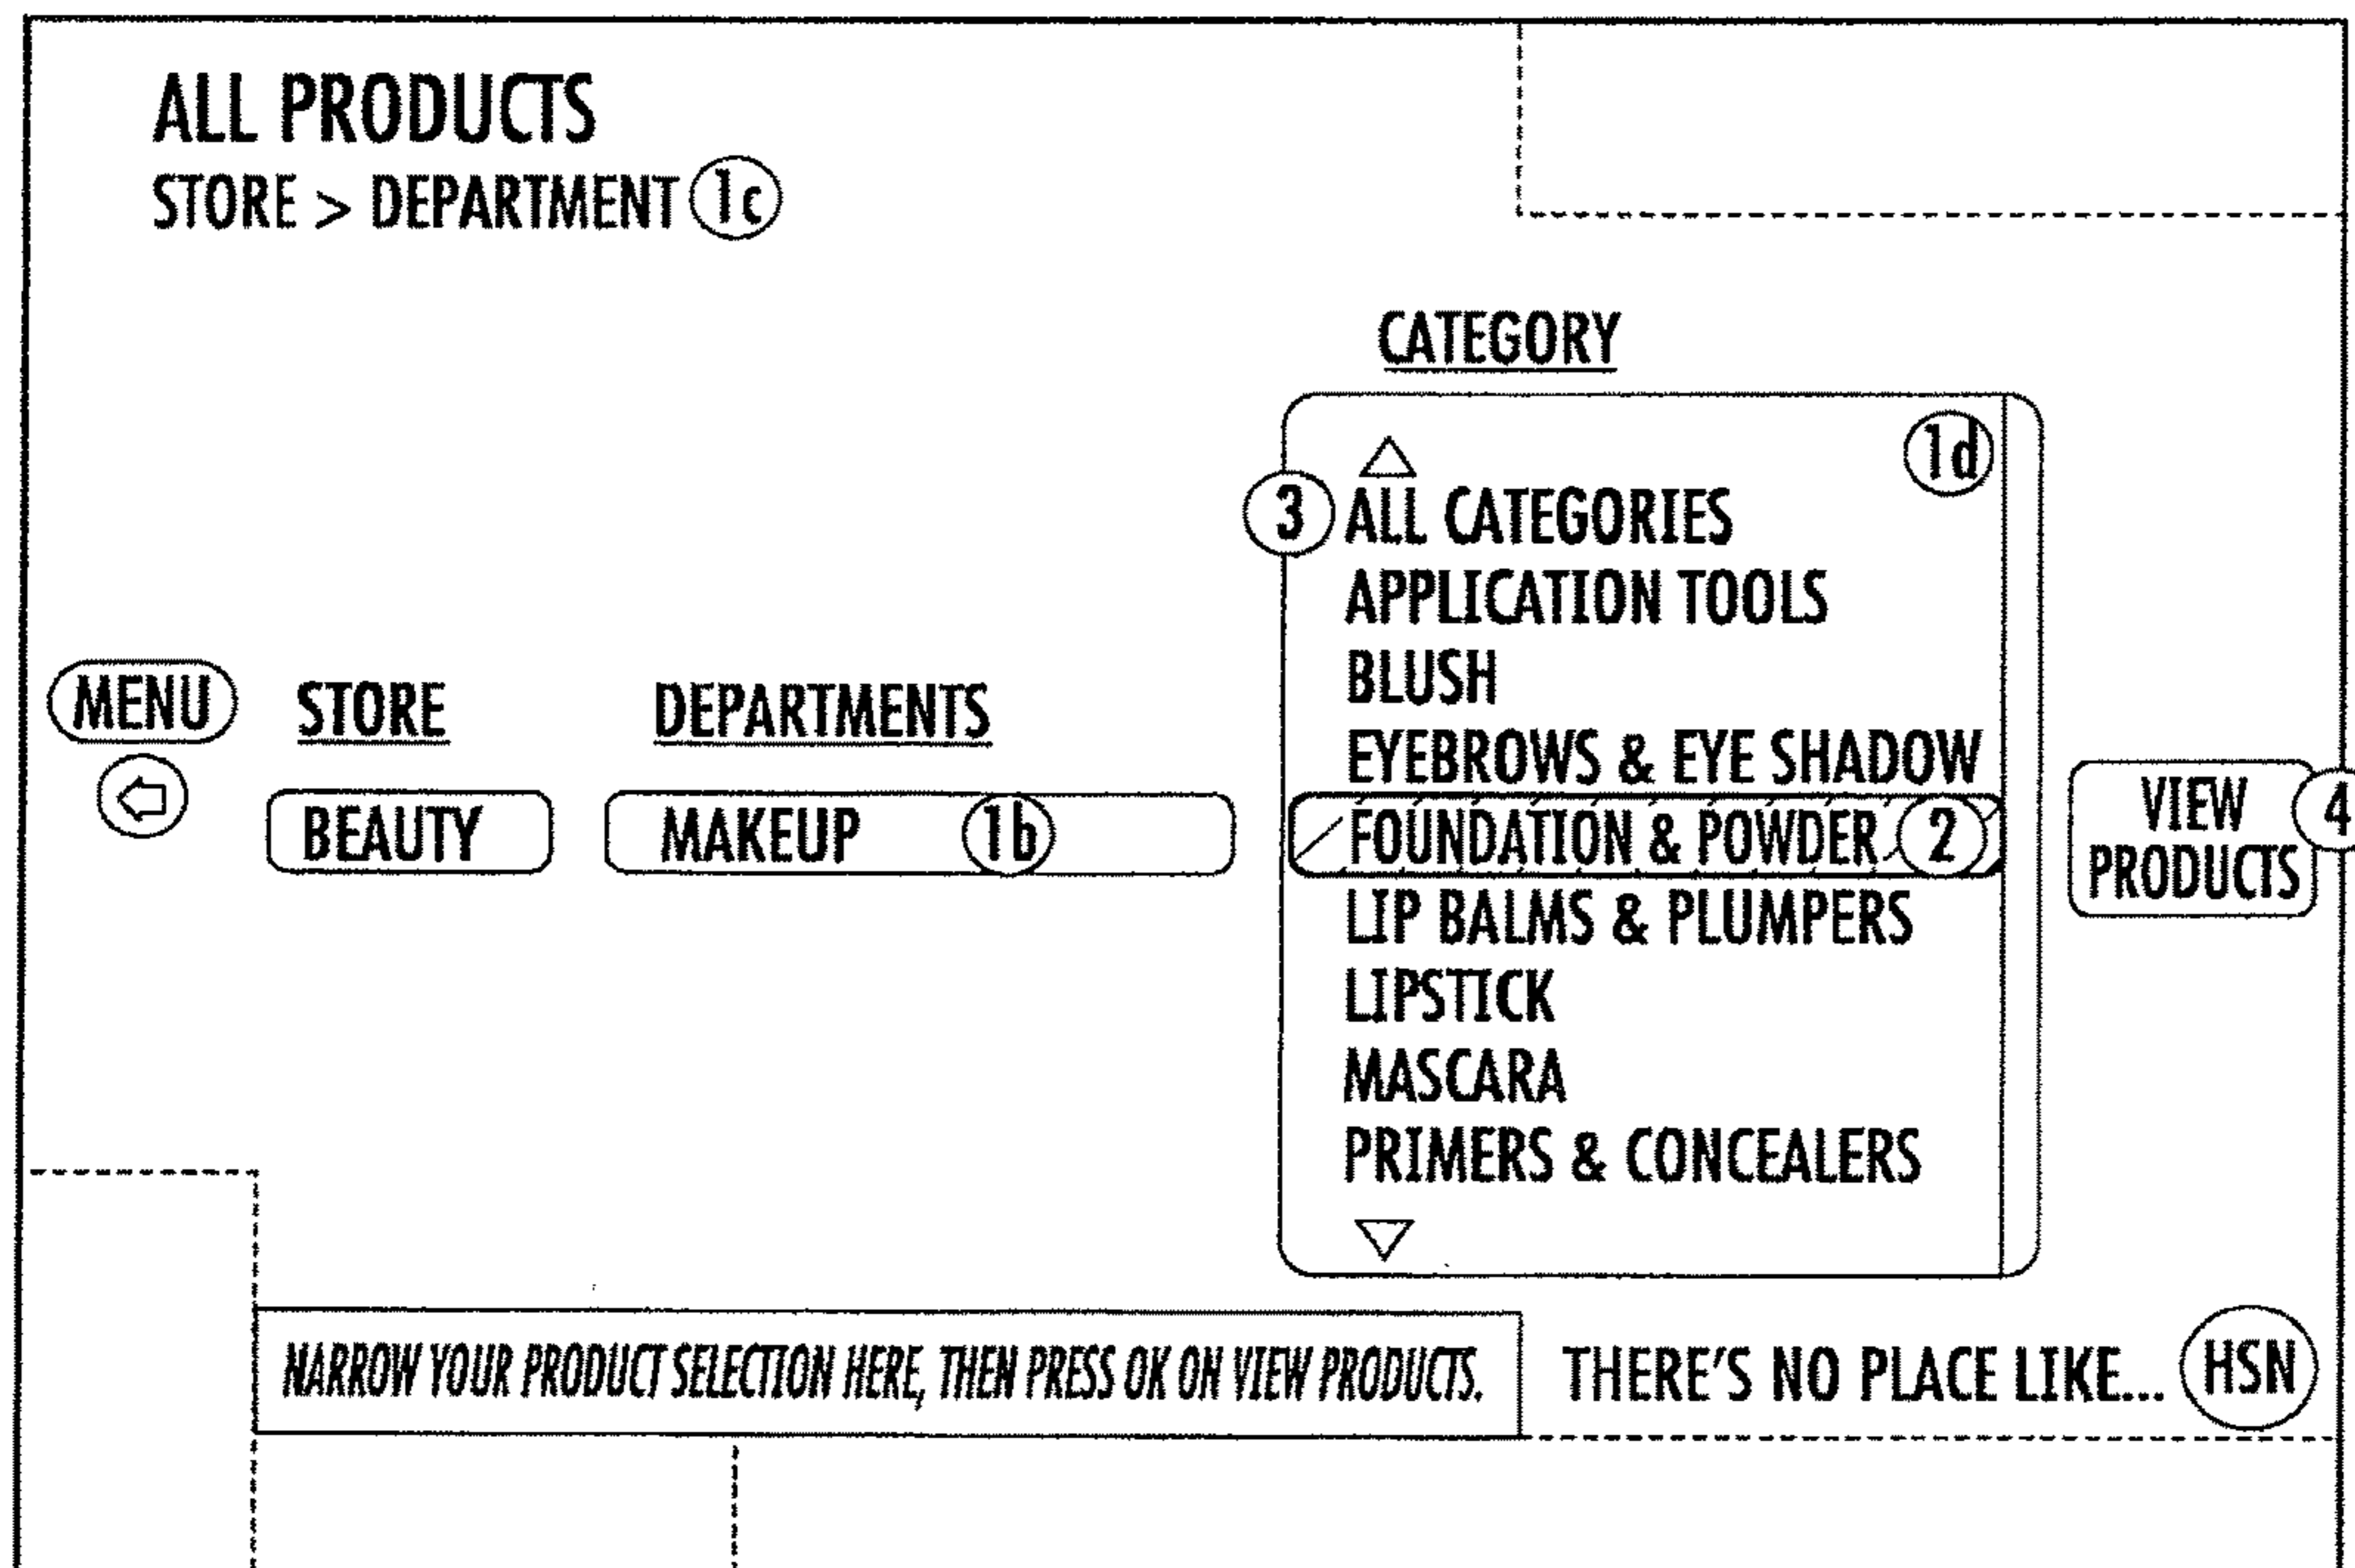 ALL PRODUCTS
STORE > DEPARTMENT 1c
CATEGORY
1d
3 ALL CATEGORIES
APPLICATION TOOLS
BLUSH
EYEBROWS & EYE SHADOW
FOUNDATION & POWDER 2
LIP BALMS & PLUMPERS
LIPSTICK
MASCARA
PRIMERS & CONCEALERS
MENU
STORE
BEAUTY
DEPARTMENTS
MAKEUP 1b
VIEW 4
PRODUCTS
NARROW YOUR PRODUCT SELECTION HERE, THEN PRESS OK ON VIEW PRODUCTS.
THERE'S NO PLACE LIKE... HSN